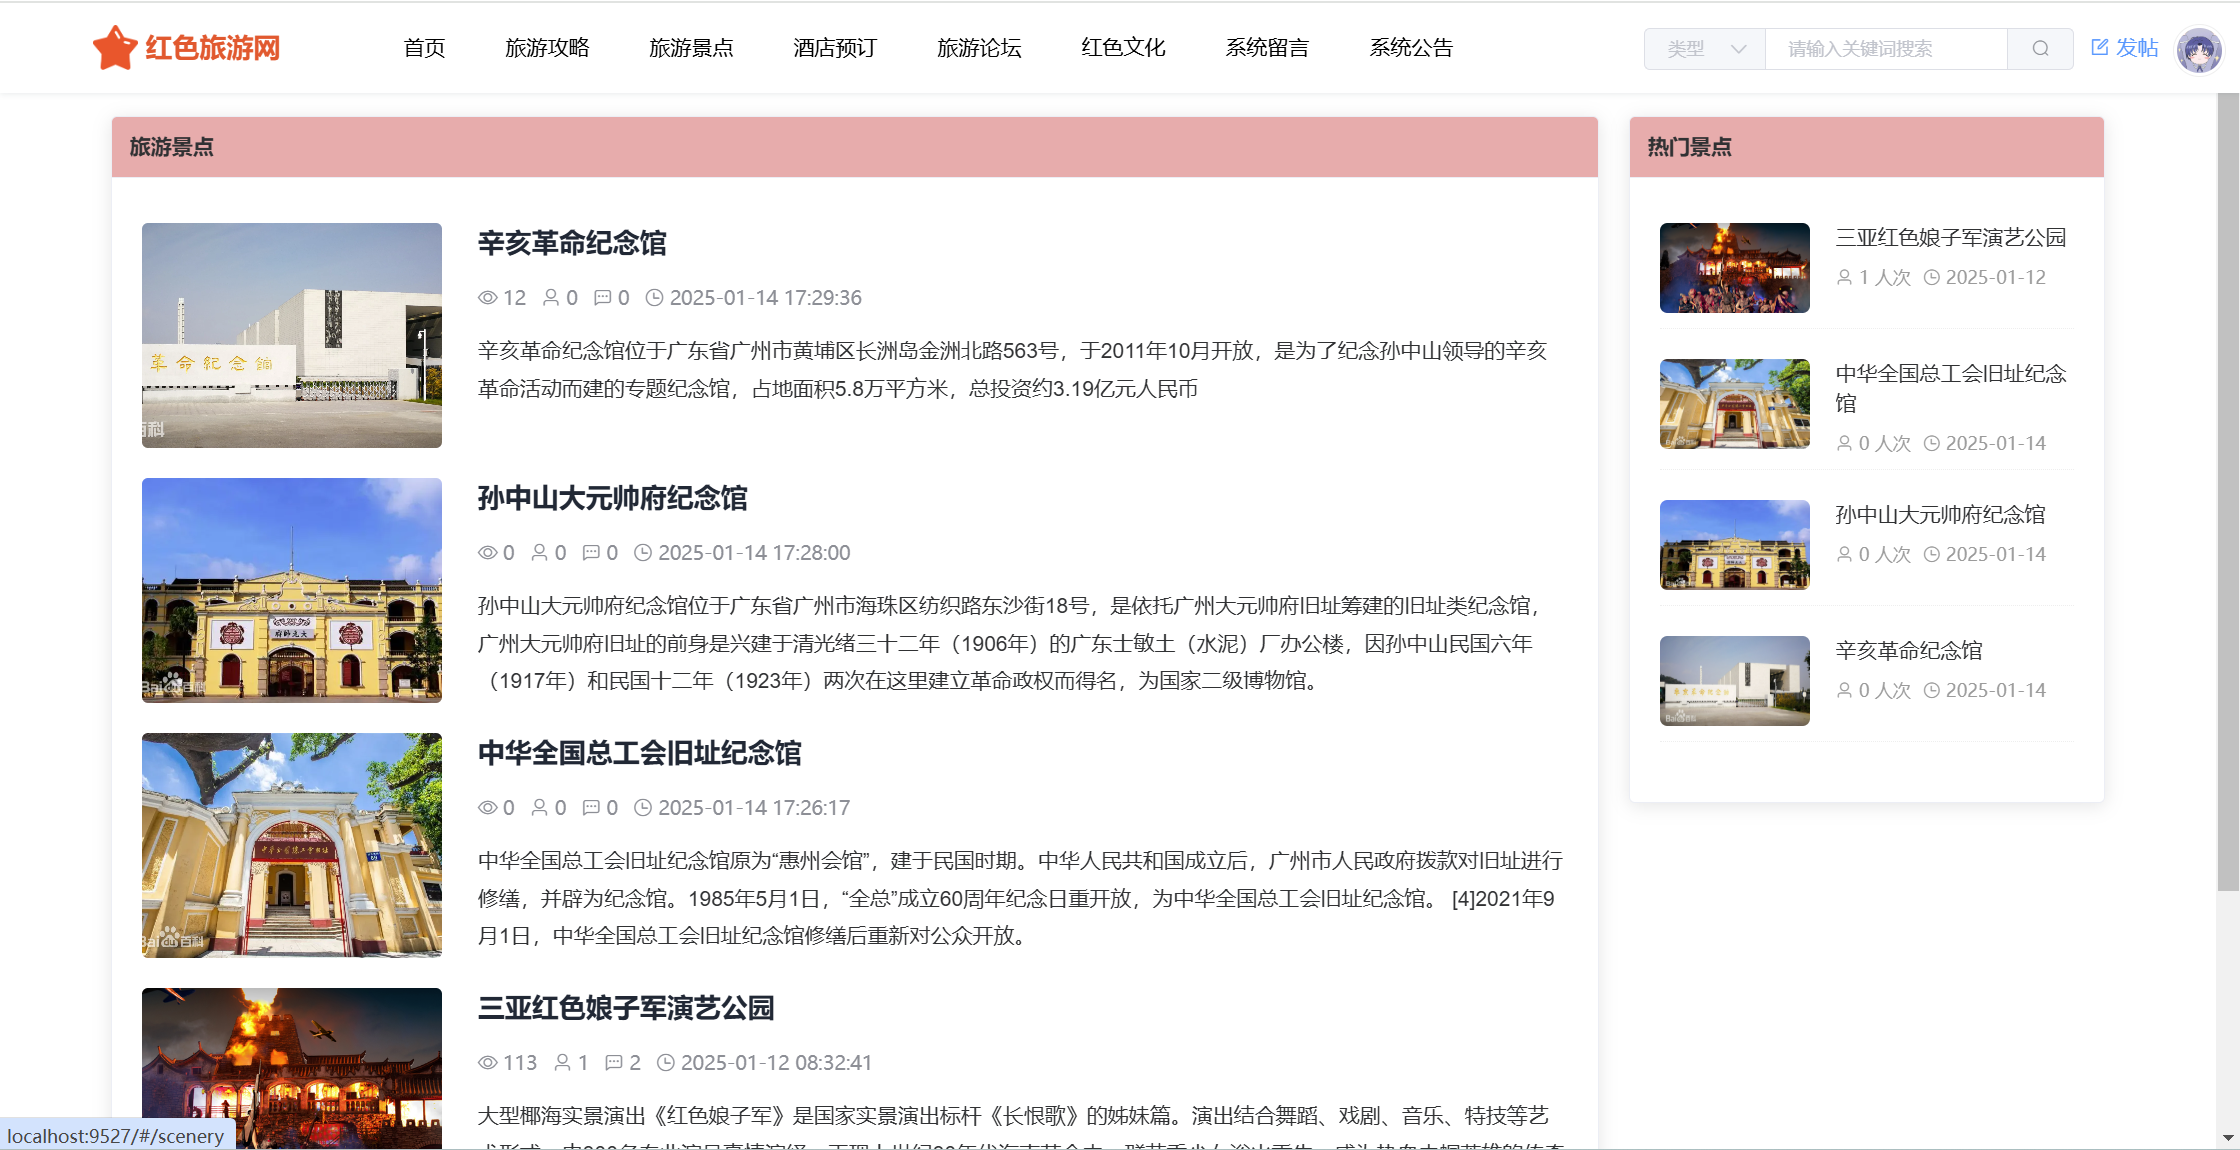 红色旅游网
首页 旅游攻略 旅游景点 酒店预订 旅游论坛 红色文化 系统留言 系统公告
类型 请输入关键词搜索 发帖
旅游景点
辛亥革命纪念馆
12 0 0 2025-01-14 17:29:36
辛亥革命纪念馆位于广东省广州市黄埔区长洲岛金洲北路563号，于2011年10月开放，是为了纪念孙中山领导的辛亥
革命活动而建的专题纪念馆，占地面积5.8万平方米，总投资约3.19亿元人民币
革命纪念馆
百科
孙中山大元帅府纪念馆
0 0 0 2025-01-14 17:28:00
孙中山大元帅府纪念馆位于广东省广州市海珠区纺织路东沙街18号，是依托广州大元帅府旧址筹建的旧址类纪念馆，
广州大元帅府旧址的前身是兴建于清光绪三十二年（1906年）的广东士敏土（水泥）厂办公楼，因孙中山民国六年
（1917年）和民国十二年（1923年）两次在这里建立革命政权而得名，为国家二级博物馆。
府帥元大
Bai百科
中华全国总工会旧址纪念馆
0 0 0 2025-01-14 17:26:17
中华全国总工会旧址纪念馆原为“惠州会馆”，建于民国时期。中华人民共和国成立后，广州市人民政府拨款对旧址进行
修缮，并辟为纪念馆。1985年5月1日，“全总”成立60周年纪念日重开放，为中华全国总工会旧址纪念馆。 [4]2021年9
月1日，中华全国总工会旧址纪念馆修缮后重新对公众开放。
Bai百科
三亚红色娘子军演艺公园
113 1 2 2025-01-12 08:32:41
大型椰海实景演出《红色娘子军》是国家实景演出标杆《长恨歌》的姊妹篇。演出结合舞蹈、戏剧、音乐、特技等艺
热门景点
三亚红色娘子军演艺公园
1 人次 2025-01-12
中华全国总工会旧址纪念
馆
0 人次 2025-01-14
孙中山大元帅府纪念馆
0 人次 2025-01-14
辛亥革命纪念馆
0 人次 2025-01-14
localhost:9527/#/scenery